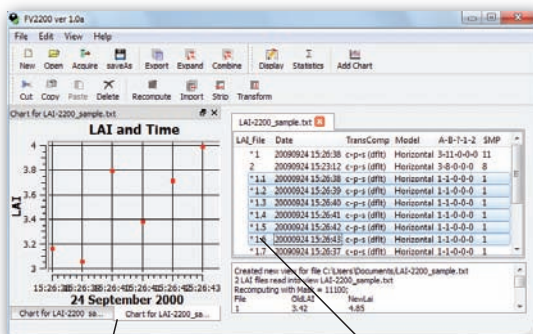 FV2200 ver 1.0a
File Edit View Help
New Open Acquire saveAs Export Expand Combine Display Statistics Add Chart
Cut Copy Paste Delete Recompute Import Strip Transform
Chart for LAI-2200_sample.txt
LAI and Time
LAI
4
3.8
3.6
3.4
3.2
3
24 September 2000
Chart for LAI-2200 sa... Chart for LAI-2200_sa...
LAI-2200_sample.txt
LAI_File Date TransComp Model A-B-?-1-2 SMP
*1 20090924 15:26:38 c-p-s (dflt) Horizontal 3-11-0-0-0 11
2 20090924 15:23:12 c-p-s (dflt) Horizontal 3-8-0-0-0 8
*1.1 20000924 15:26:38 c-p-s (dflt) Horizontal 1-1-0-0-0 1
*1.2 20000924 15:26:39 c-p-s (dflt) Horizontal 1-1-0-0-0 1
*1.3 20000924 15:26:40 c-p-s (dflt) Horizontal 1-1-0-0-0 1
*1.4 20000924 15:26:41 c-p-s (dflt) Horizontal 1-1-0-0-0 1
*1.5 20000924 15:26:42 c-p-s (dflt) Horizontal 1-1-0-0-0 1
20000924 15:26:43 c-p-s (dflt) Horizontal 1-1-0-0-0 1
*1.7 20000924 15:26:43 c-p-s (dflt) Horizontal 1-1-0-0-0 1
Created new view for file C:\Users\Documents\LAI-2200_sample.txt
2 LAI files read into view LAI-2200_sample.txt
Recomputing with Mask = 11100;
File OldLAI NewLai
1 3.42 4.85